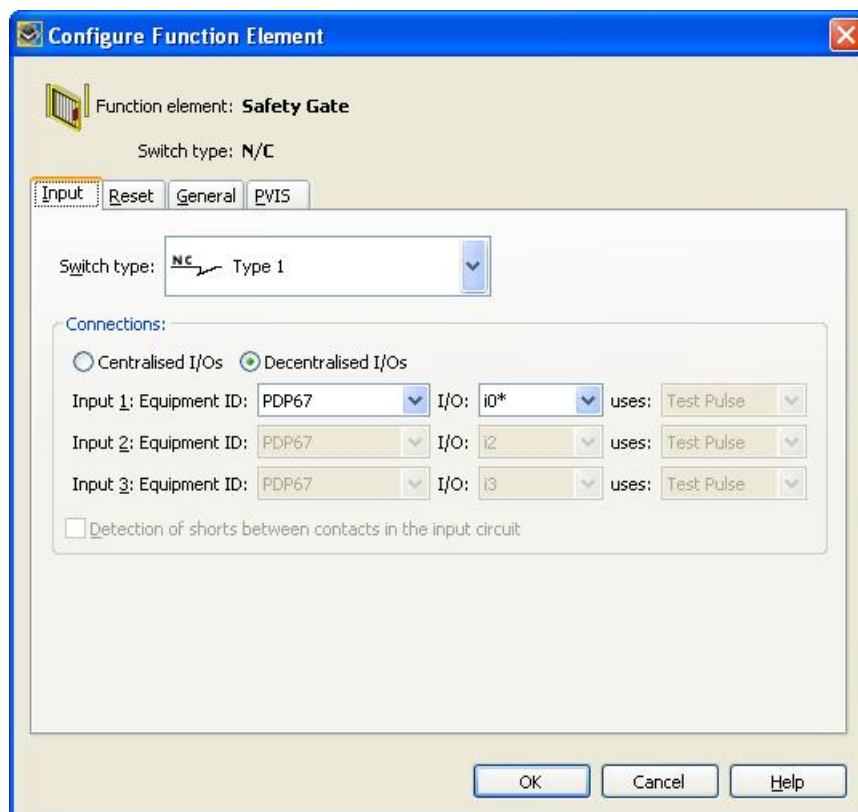 Configure Function Element
Function element: Safety Gate
Switch type: N/C
Input Reset General PVIS
Switch type: NC Type 1
Connections:
Centralised I/Os Decentralised I/Os
Input 1: Equipment ID: PDP67 I/O: i0* uses: Test Pulse
Input 2: Equipment ID: PDP67 I/O: i2 uses: Test Pulse
Input 3: Equipment ID: PDP67 I/O: i3 uses: Test Pulse
Detection of shorts between contacts in the input circuit
OK Cancel Help